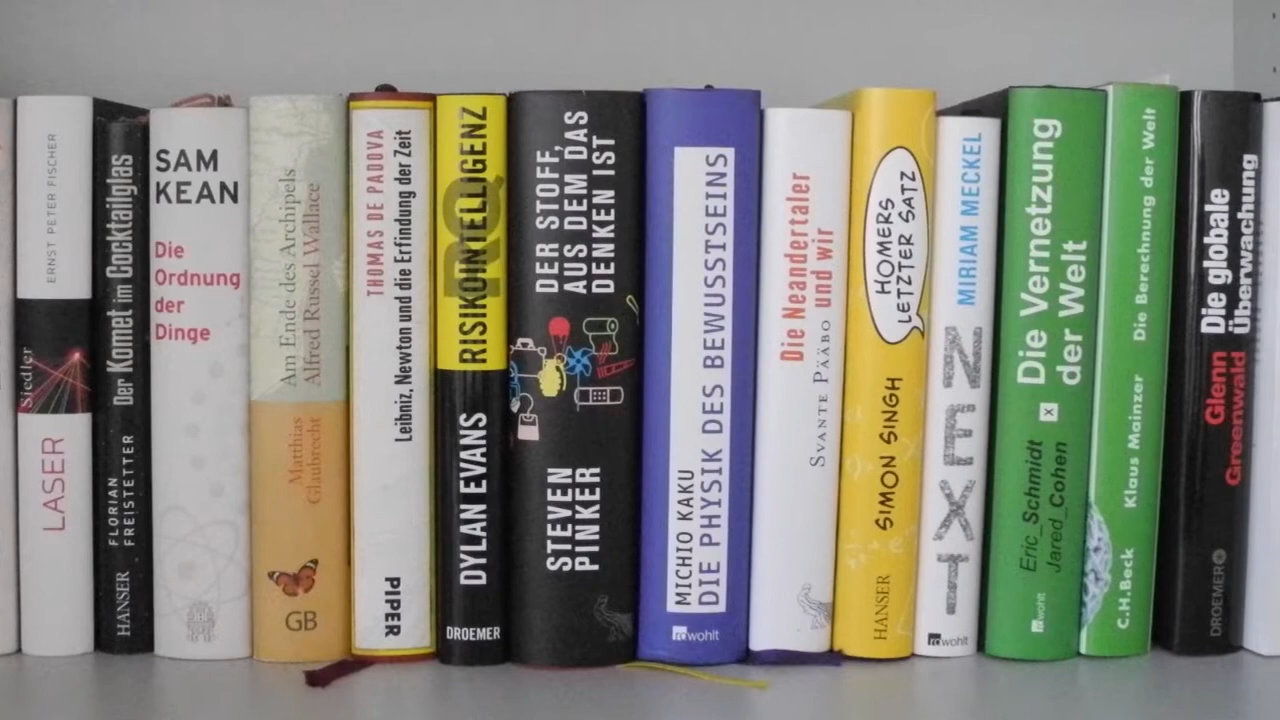 ERNST PETER FISCHER
Siedler
LASER
Der Komet im Cocktailglas
FLORIAN
FREISTETTER
HANSER
SAM
KEAN
Die
Ordnung
der
Dinge
Am Ende des Archipels
Alfred Russel Wallace
Matthias
Glaubrecht
GB
THOMAS DE PADOVA
Leibniz, Newton und die Erfindung der Zeit
PIPER
RQ
RISIKOINTELLIGENZ
DYLAN EVANS
DROEMER
DER STOFF,
AUS DEM DAS
DENKEN IST
STEVEN
PINKER
MICHIO KAKU
DIE PHYSIK DES BEWUSSTSEINS
rowohlt
Die Neandertaler
und wir
SVANTE PÄÄBO
HOMERS
LETZTER SATZ
SIMON SINGH
HANSER
MIRIAM MECKEL
NEXT
rowohlt
Die Vernetzung
der Welt
x
Eric_Schmidt
Jared_Cohen
rowohlt
Die Berechnung der Welt
Klaus Mainzer
C.H.Beck
Die globale
Überwachung
Glenn
Greenwald
DROEMER